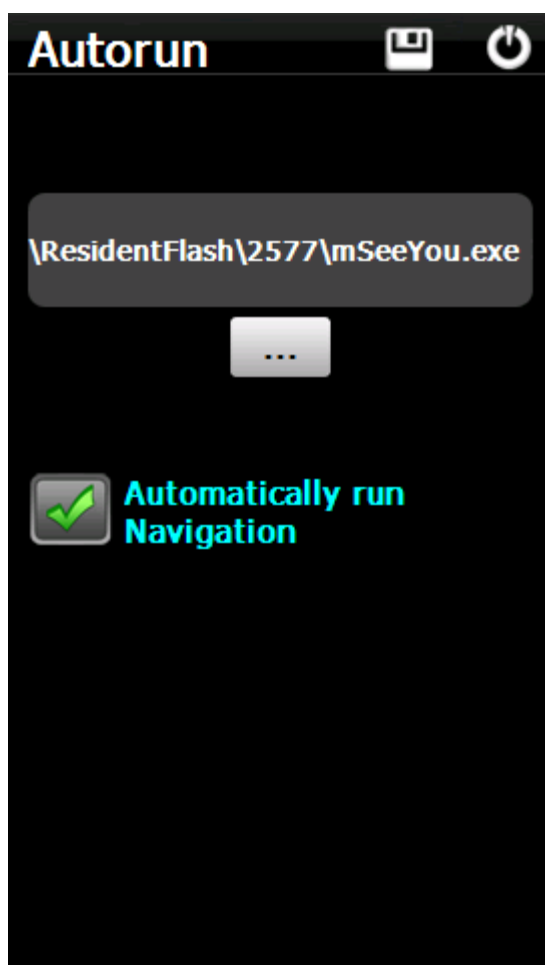 Autorun
\ResidentFlash\2577\mSeeYou.exe
...
Automatically run
Navigation